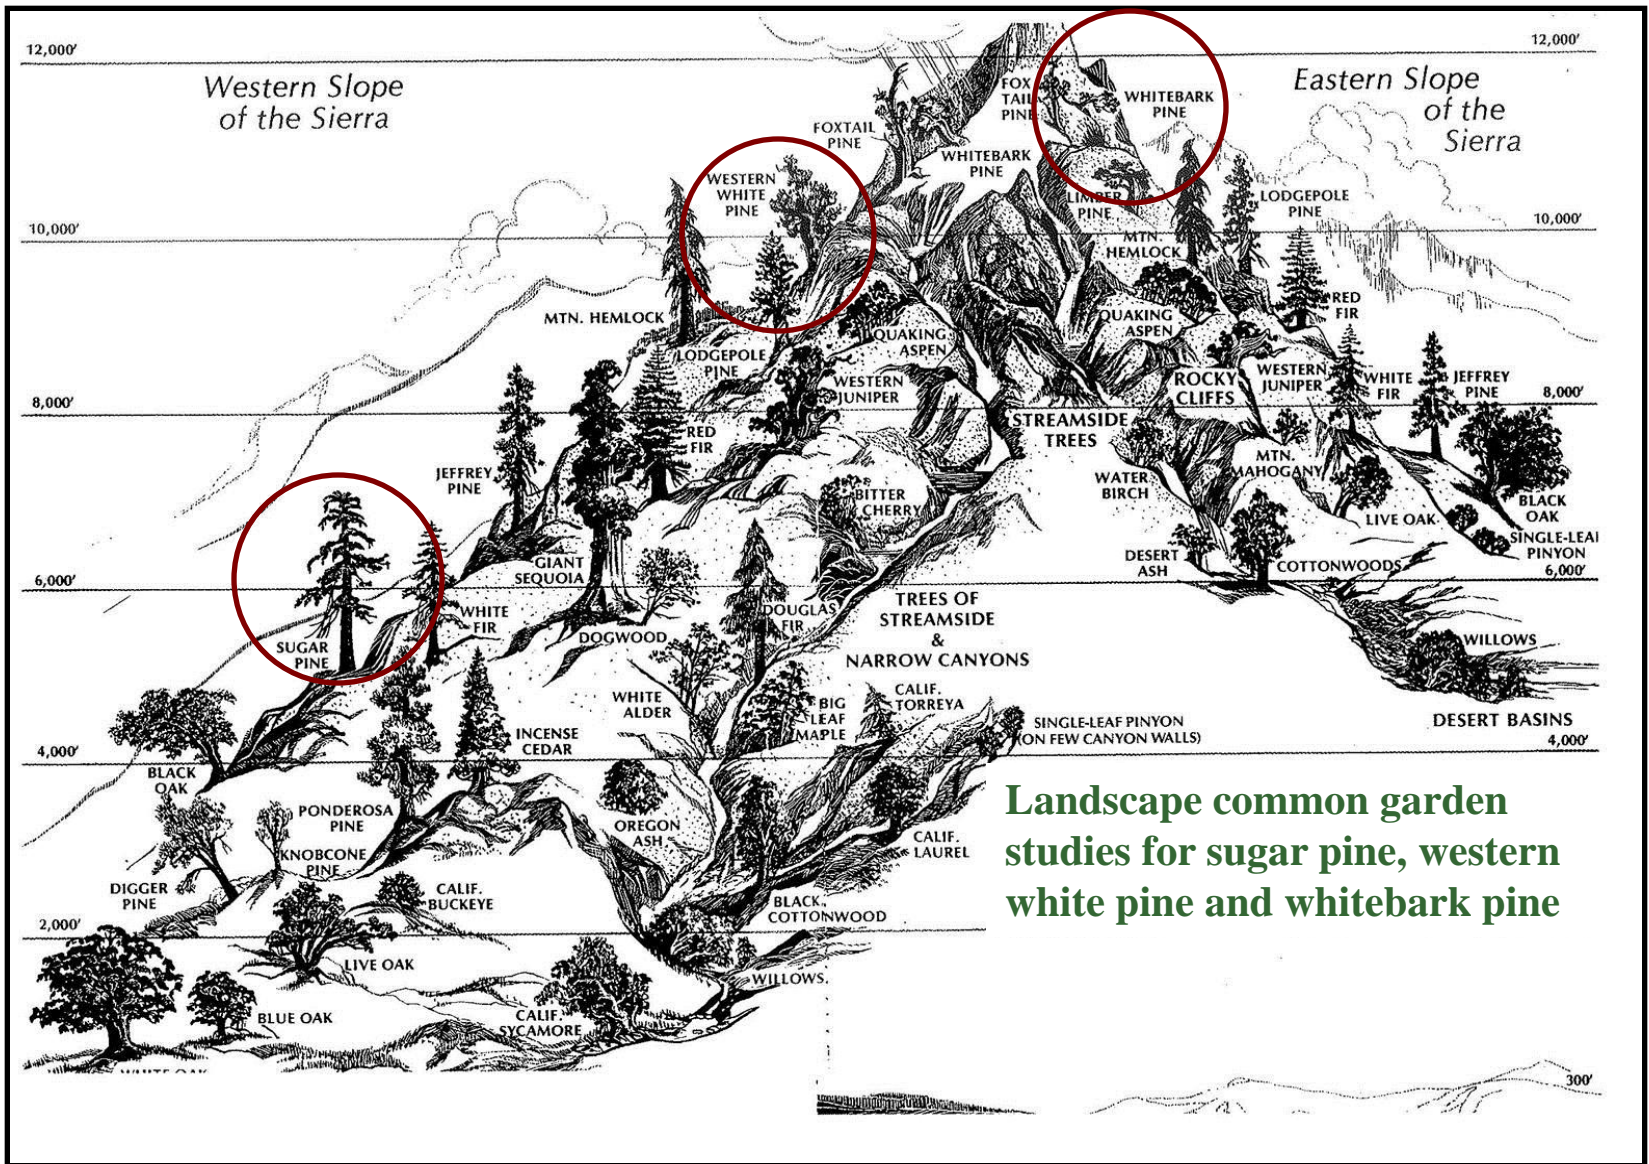 12,000'
12,000'
Western Slope
of the Sierra
Eastern Slope
of the
Sierra
FOX
TAIL
PINE
WHITEBARK
PINE
FOXTAIL
PINE
WHITEBARK
PINE
WESTERN
WHITE
PINE
LIMBER
PINE
LODGEPOLE
PINE
10,000'
10,000'
MTN.
HEMLOCK
MTN. HEMLOCK
QUAKING
ASPEN
QUAKING
ASPEN
RED
FIR
LODGEPOLE
PINE
WESTERN
JUNIPER
ROCKY
CLIFFS
WESTERN
JUNIPER
WHITE
FIR
JEFFREY
PINE
8,000'
8,000'
STREAMSIDE
TREES
RED
FIR
JEFFREY
PINE
MTN.
MAHOGANY
WATER
BIRCH
BITTER
CHERRY
BLACK
OAK
LIVE OAK
SINGLE-LEAF
PINYON
GIANT
SEQUOIA
DESERT
ASH
COTTONWOODS
6,000'
6,000'
WHITE
FIR
DOUGLAS
FIR
TREES OF
STREAMSIDE
&
NARROW CANYONS
DOGWOOD
SUGAR
PINE
WILLOWS
WHITE
ALDER
BIG
LEAF
MAPLE
CALIF.
TORREYA
SINGLE-LEAF PINYON
(ON FEW CANYON WALLS)
DESERT BASINS
INCENSE
CEDAR
4,000'
4,000'
BLACK
OAK
PONDEROSA
PINE
OREGON
ASH
CALIF.
LAUREL
Landscape common garden
studies for sugar pine, western
white pine and whitebark pine
KNOBCONE
PINE
DIGGER
PINE
CALIF.
BUCKEYE
BLACK
COTTONWOOD
2,000'
LIVE OAK
WILLOWS
BLUE OAK
CALIF.
SYCAMORE
WHITE OAK
300'